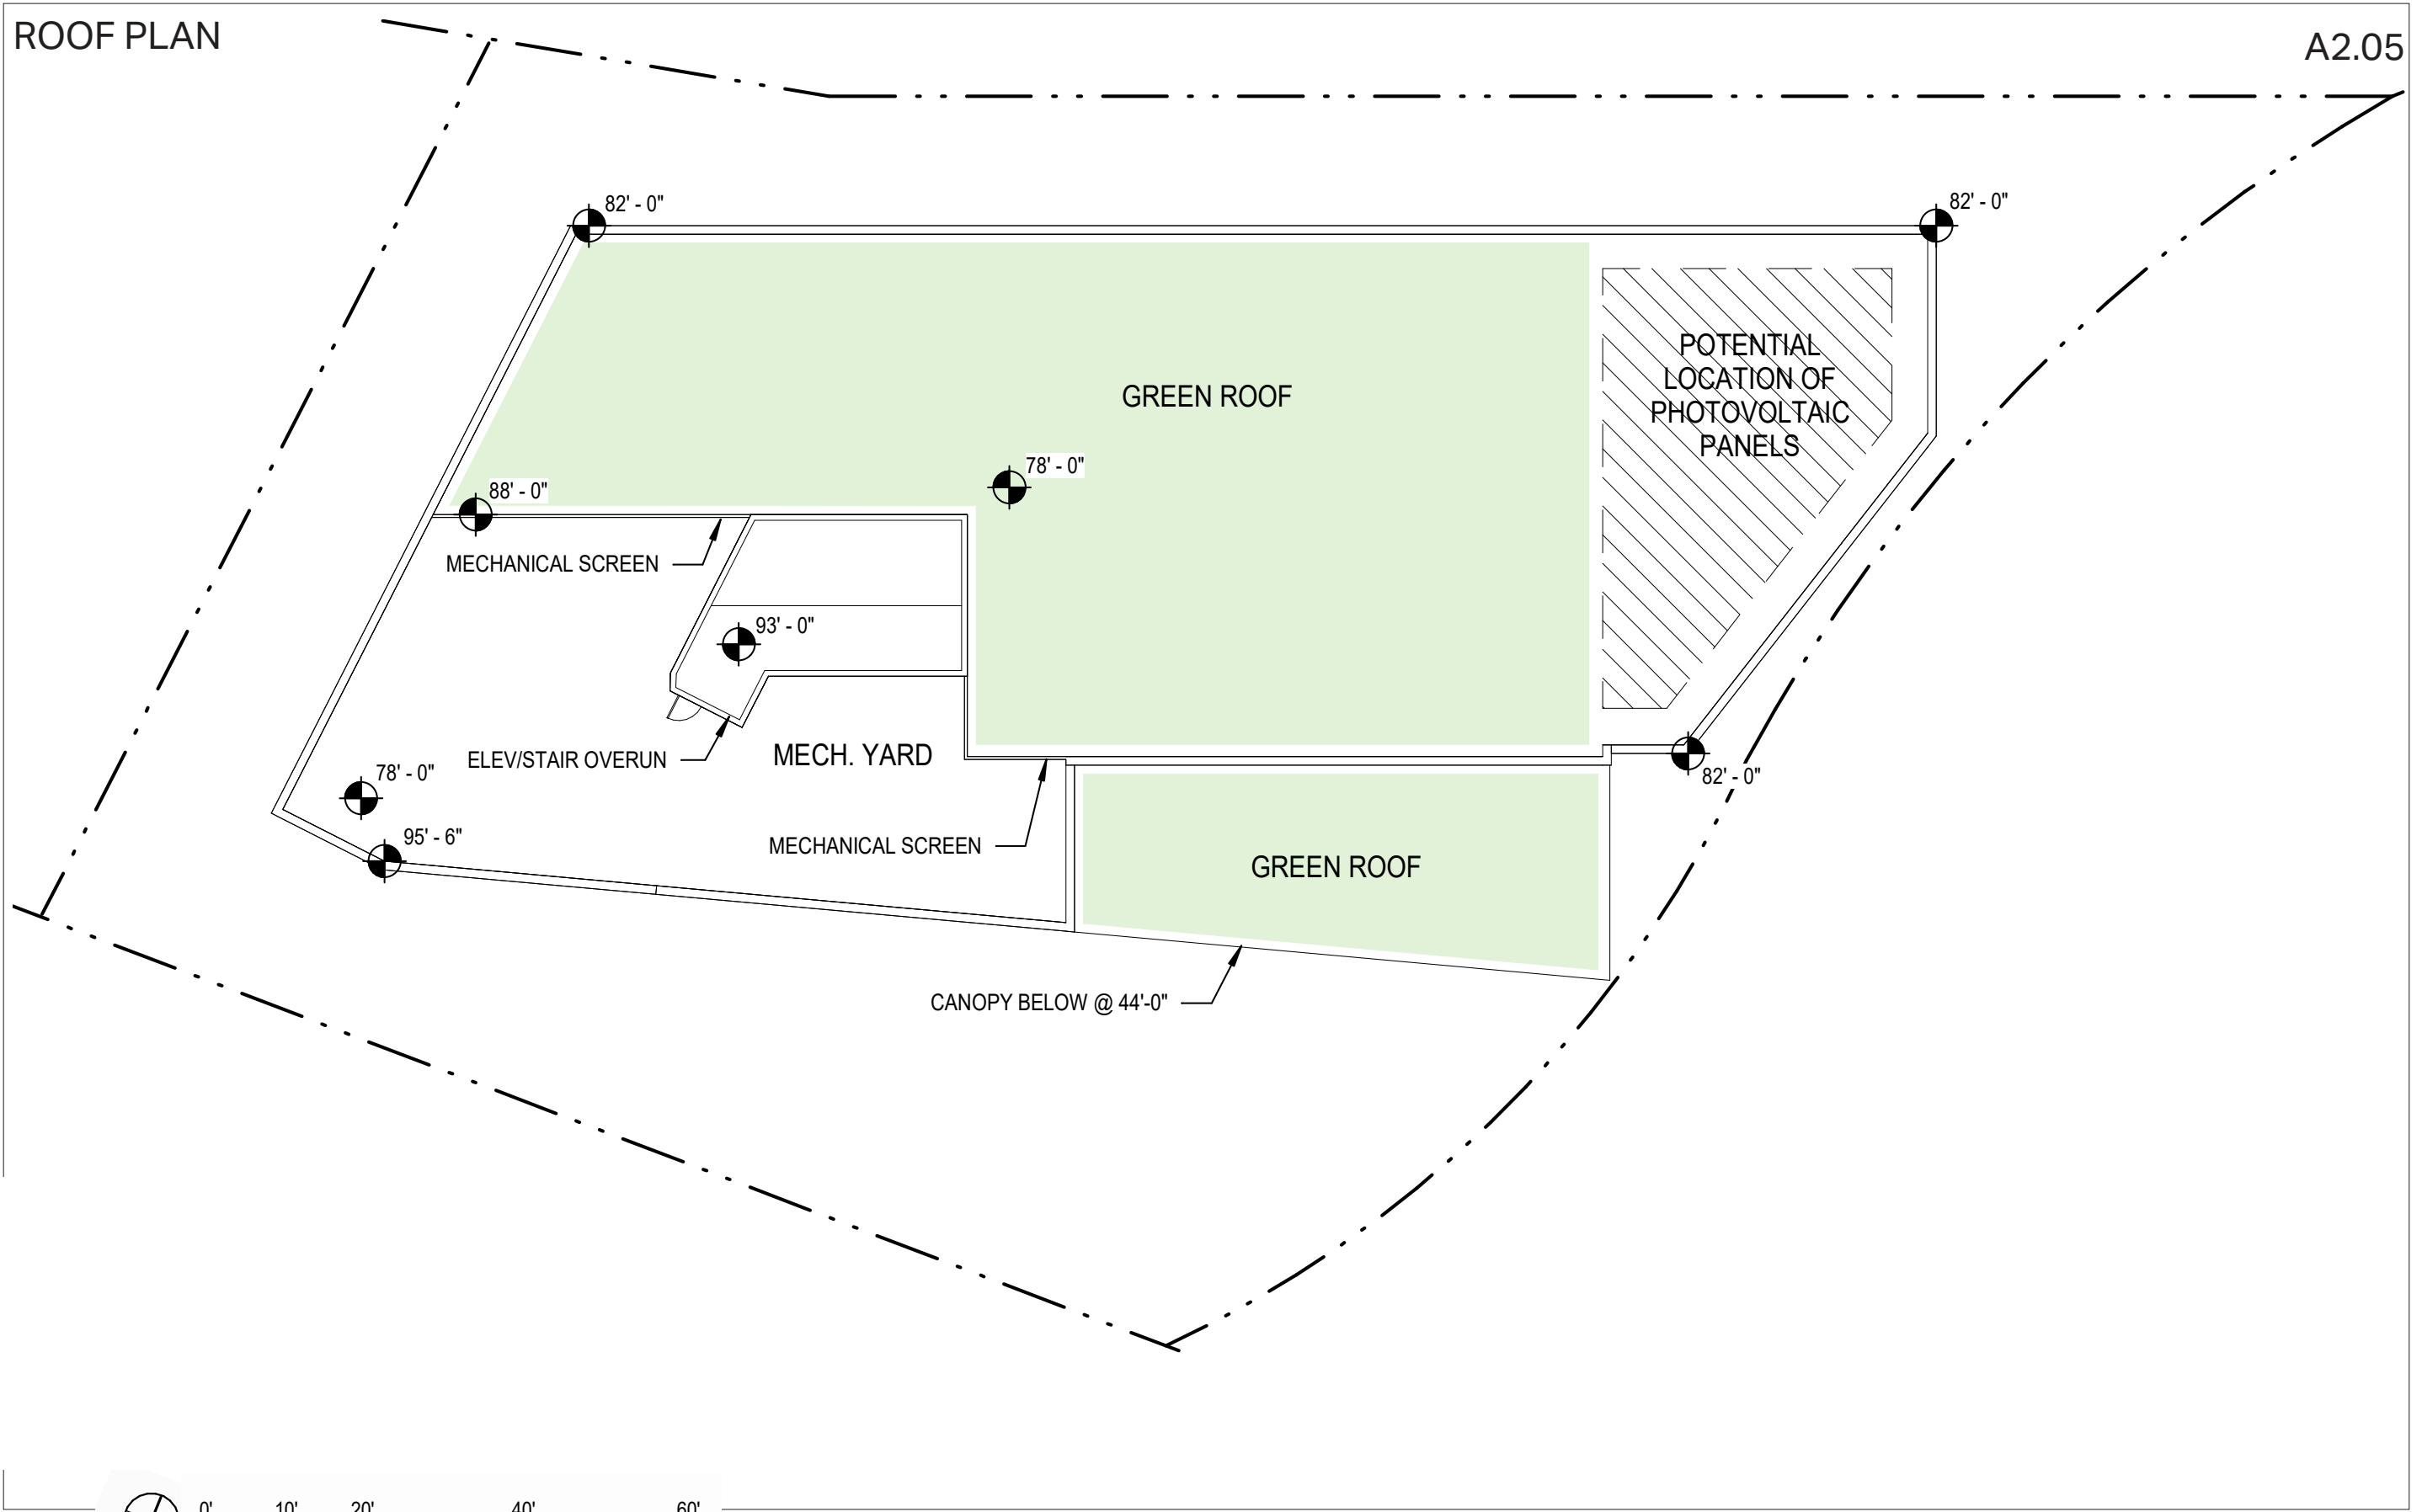 ROOF PLAN
A2.05
82' - 0"
82' - 0"
POTENTIAL
LOCATION OF
PHOTOVOLTAIC
PANELS
GREEN ROOF
78' - 0"
88' - 0"
MECHANICAL SCREEN
93' - 0"
ELEV/STAIR OVERUN
MECH. YARD
78' - 0"
82' - 0"
95' - 6"
MECHANICAL SCREEN
GREEN ROOF
CANOPY BELOW @ 44'-0"
0' 10' 20' 40' 60'